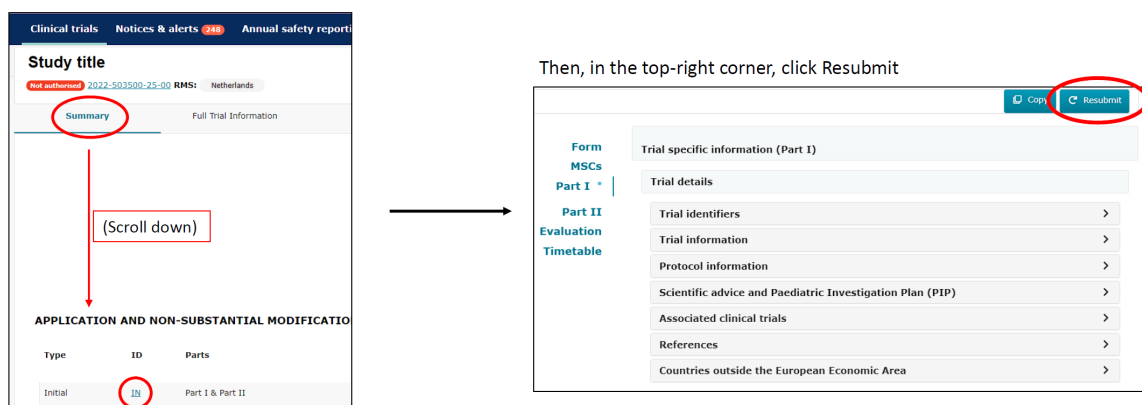 Clinical trials Notices & alerts 248 Annual safety reporti
Study title
Not authorised 2022-503500-25-00 RMS: Netherlands
Summary Full Trial Information
(Scroll down)
APPLICATION AND NON-SUBSTANTIAL MODIFICATIO
Type ID Parts
Initial IN Part I & Part II
Then, in the top-right corner, click Resubmit
Copy Resubmit
Form
MSCs
Part I *
Part II
Evaluation
Timetable
Trial specific information (Part I)
Trial details
Trial identifiers
Trial information
Protocol information
Scientific advice and Paediatric Investigation Plan (PIP)
Associated clinical trials
References
Countries outside the European Economic Area